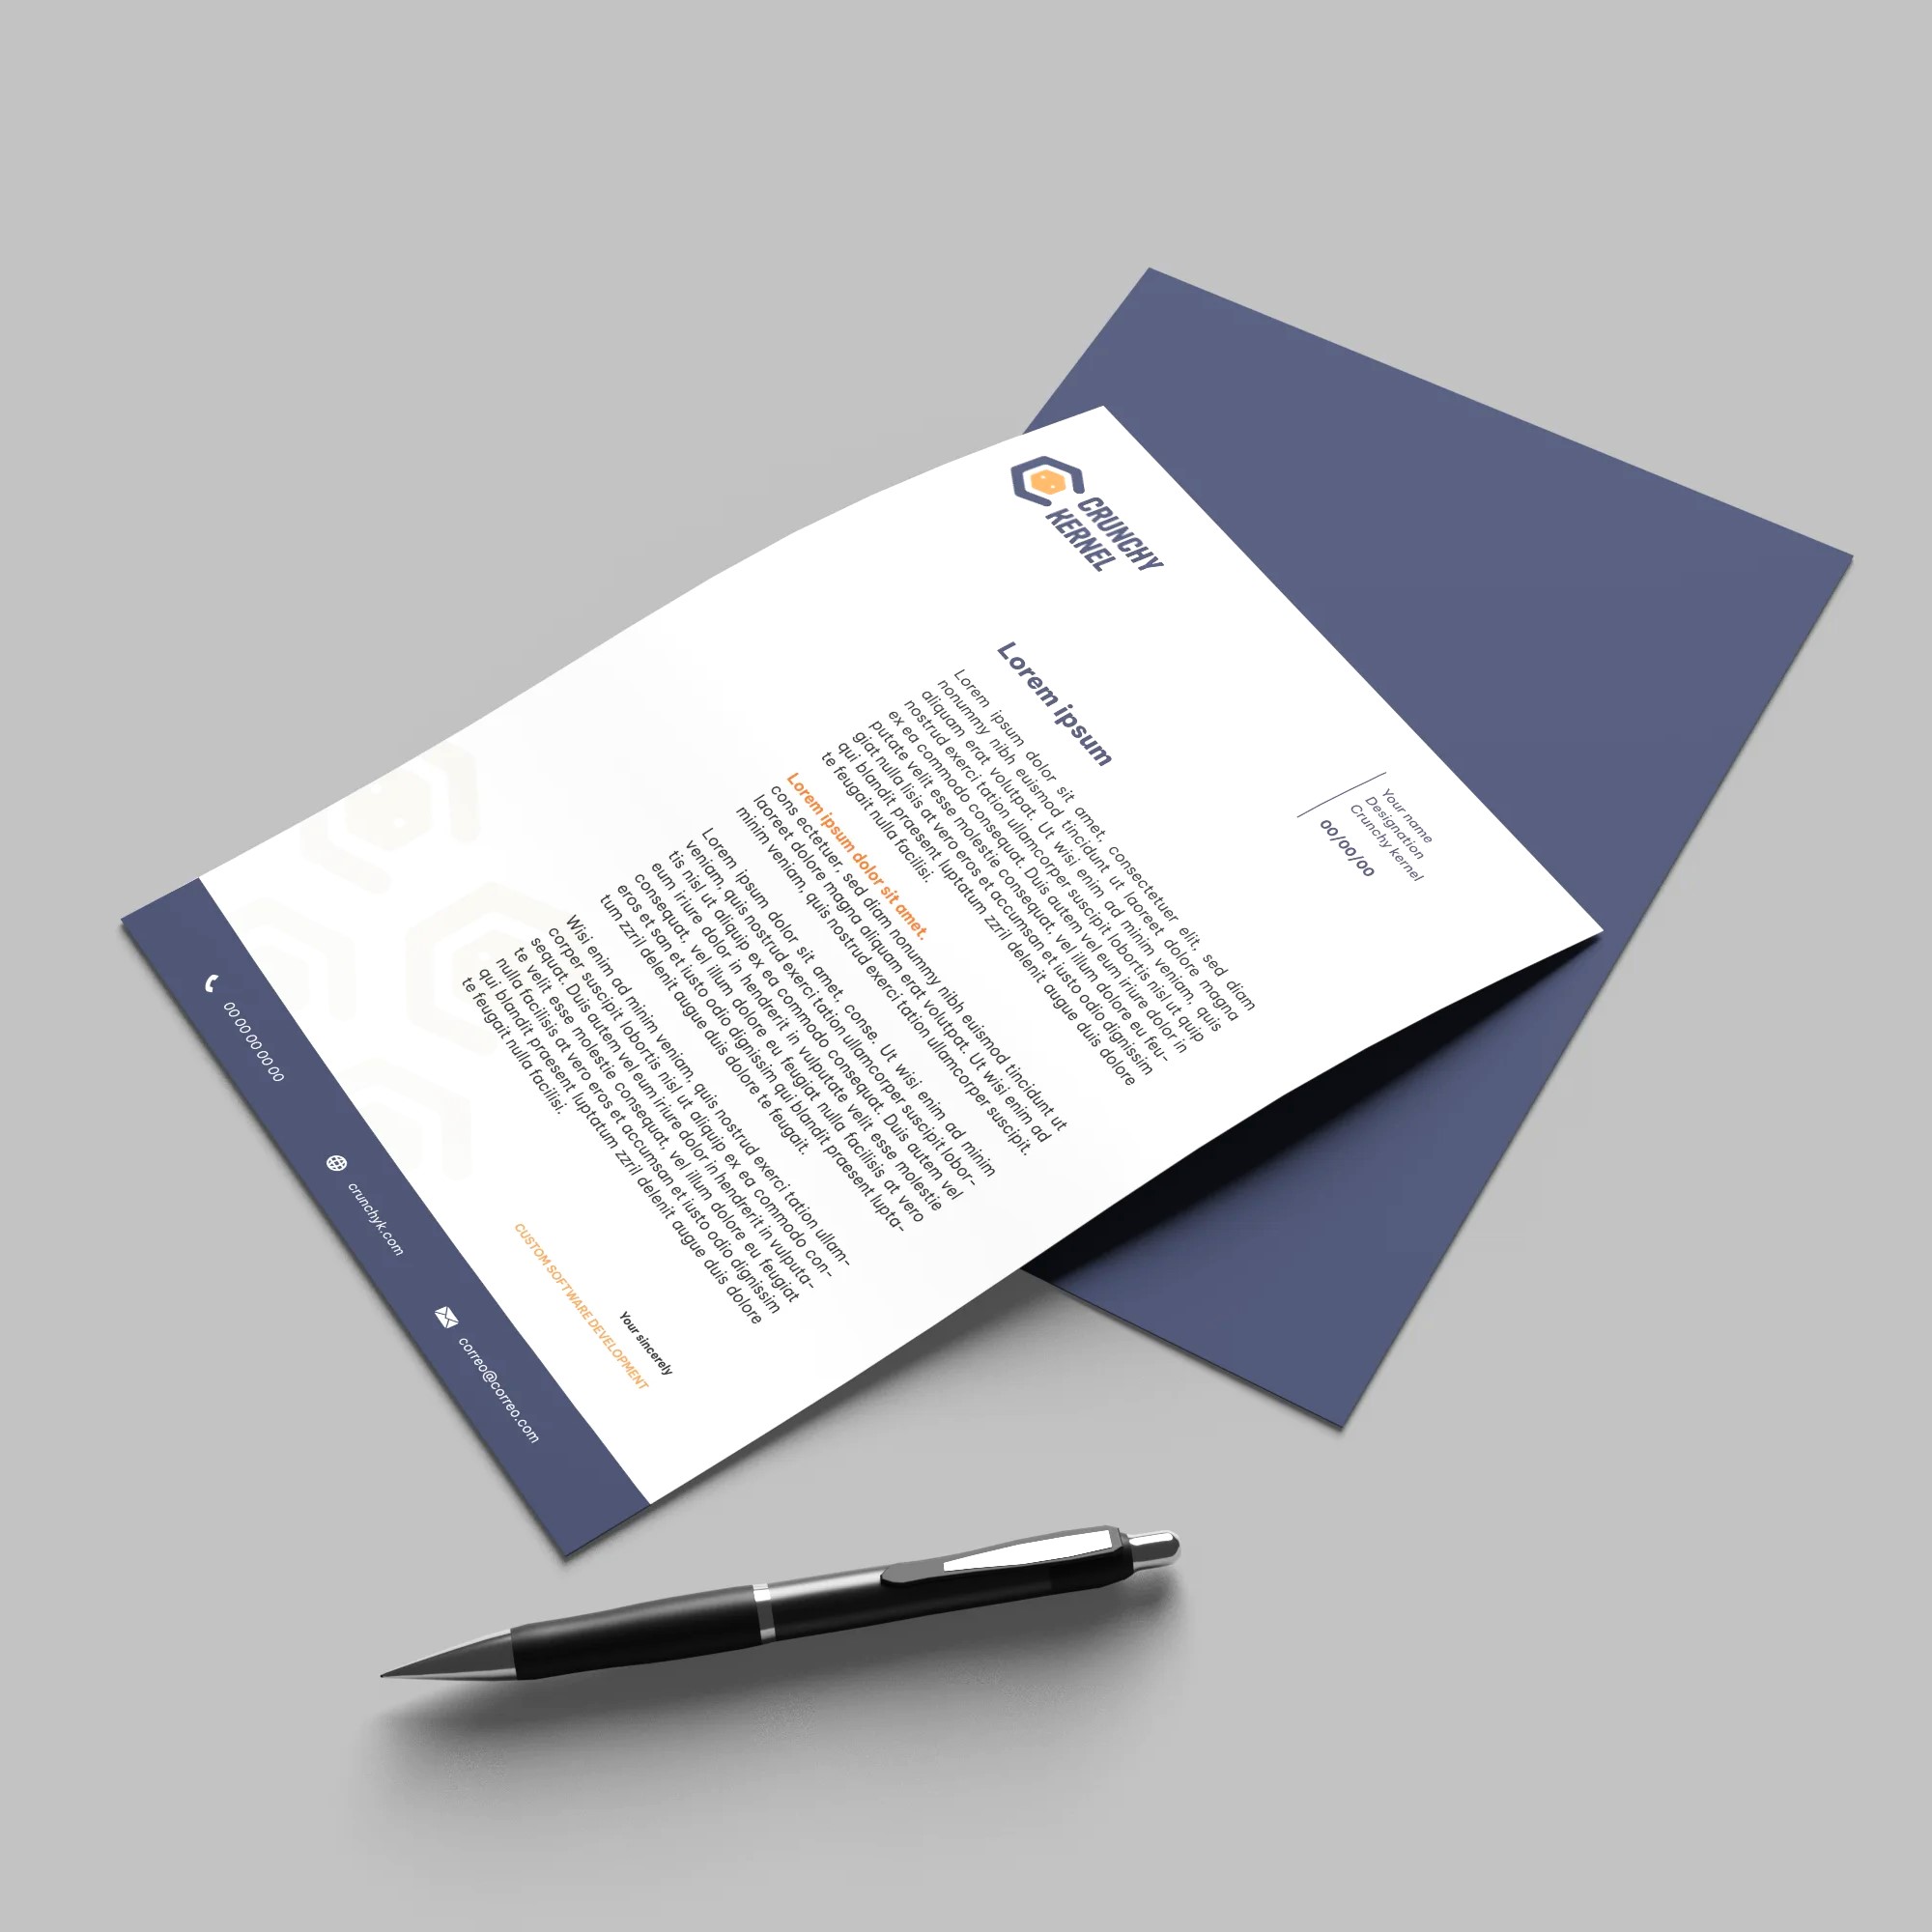 CRUNCHY
KERNEL
Your name
Designation
Crunchy kernel
00/00/00
Lorem ipsum
Lorem ipsum dolor sit amet, consectetuer elit, sed diam
nonummy nibh euismod tincidunt ut laoreet dolore magna
aliquam erat volutpat. Ut wisi enim ad minim veniam, quis
nostrud exerci tation ullamcorper suscipit lobortis nisl ut quip
ex ea commodo consequat. Duis autem vel eum iriure dolor in
putate velit esse molestie consequat, vel illum dolore eu feu-
giat nulla lisis at vero eros et accumsan et iusto odio dignissim
qui blandit praesent luptatum zzril delenit augue duis dolore
te feugait nulla facilisi.
Lorem ipsum dolor sit amet.
cons ectetuer, sed diam nonummy nibh euismod tincidunt ut
laoreet dolore magna aliquam erat volutpat. Ut wisi enim ad
minim veniam, quis nostrud exerci tation ullamcorper suscipit.
Lorem ipsum dolor sit amet, conse. Ut wisi enim ad minim
veniam, quis nostrud exerci tation ullamcorper suscipit lobor-
tis nisl ut aliquip ex ea commodo consequat. Duis autem vel
eum iriure dolor in hendrerit in vulputate velit esse molestie
consequat, vel illum dolore eu feugiat nulla facilisis at vero
eros et san et iusto odio dignissim qui blandit praesent lupta-
tum zzril delenit augue duis dolore te feugait.
Wisi enim ad minim veniam, quis nostrud exerci tation ullam-
corper suscipit lobortis nisl ut aliquip ex ea commodo con-
sequat. Duis autem vel eum iriure dolor in hendrerit in vulputa-
te velit esse molestie consequat, vel illum dolore eu feugiat
nulla facilisis at vero eros et accumsan et iusto odio dignissim
qui blandit praesent luptatum zzril delenit augue duis dolore
te feugait nulla facilisi.
Your sincerely
CUSTOM SOFTWARE DEVELOPMENT
00 00 00 00 00
crunchyk.com
correo@correo.com